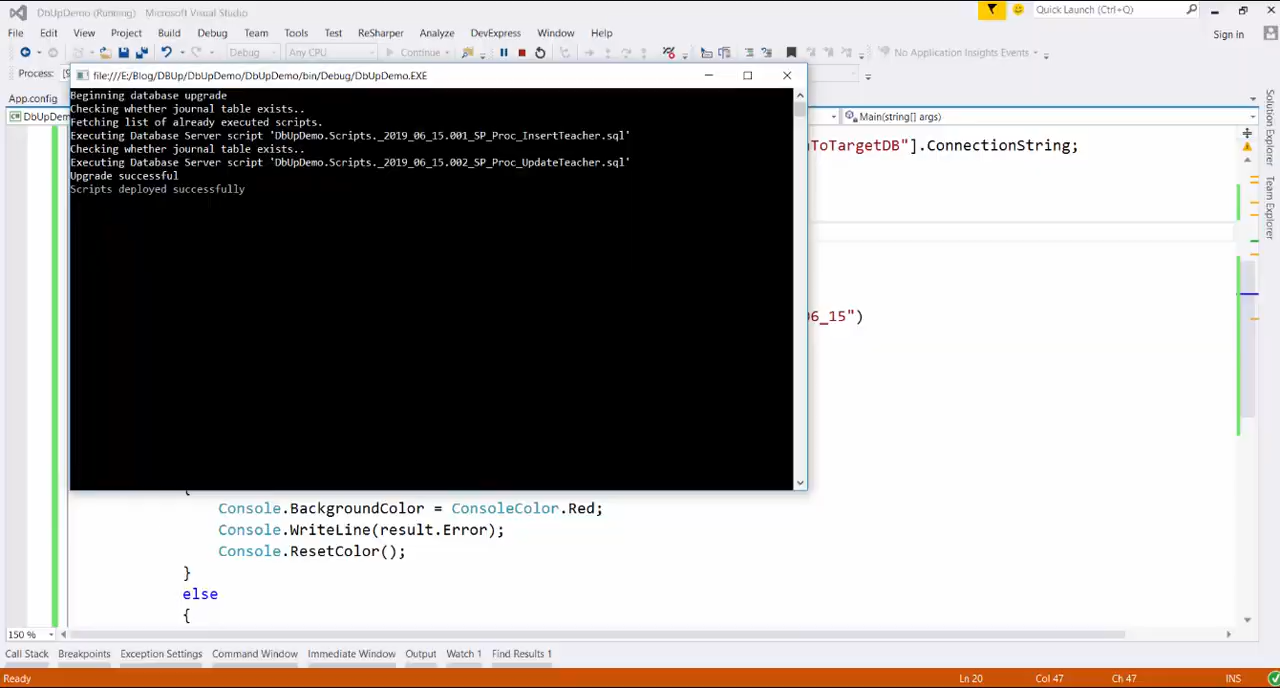 DbUpDemo (Running) - Microsoft Visual Studio
Quick Launch (Ctrl+Q)
File Edit View Project Build Debug Team Tools Test ReSharper Analyze DevExpress Window Help
Sign in
Debug Any CPU Continue
No Application Insights Events
Process:
file:///E:/Blog/DBUp/DbUpDemo/DbUpDemo/bin/Debug/DbUpDemo.EXE
App.config
DbUpDem
Main(string[] args)
Beginning database upgrade
Checking whether journal table exists..
Fetching list of already executed scripts.
Executing Database Server script 'DbUpDemo.Scripts._2019_06_15.001_SP_Proc_InsertTeacher.sql'
Checking whether journal table exists..
Executing Database Server script 'DbUpDemo.Scripts._2019_06_15.002_SP_Proc_UpdateTeacher.sql'
Upgrade successful
Scripts deployed successfully
ToTargetDB"].ConnectionString;
06_15")
{
Console.BackgroundColor = ConsoleColor.Red;
Console.WriteLine(result.Error);
Console.ResetColor();
}
else
{
Solution Explorer
Team Explorer
150 %
Call Stack Breakpoints Exception Settings Command Window Immediate Window Output Watch 1 Find Results 1
Ready
Ln 20 Col 47 Ch 47 INS